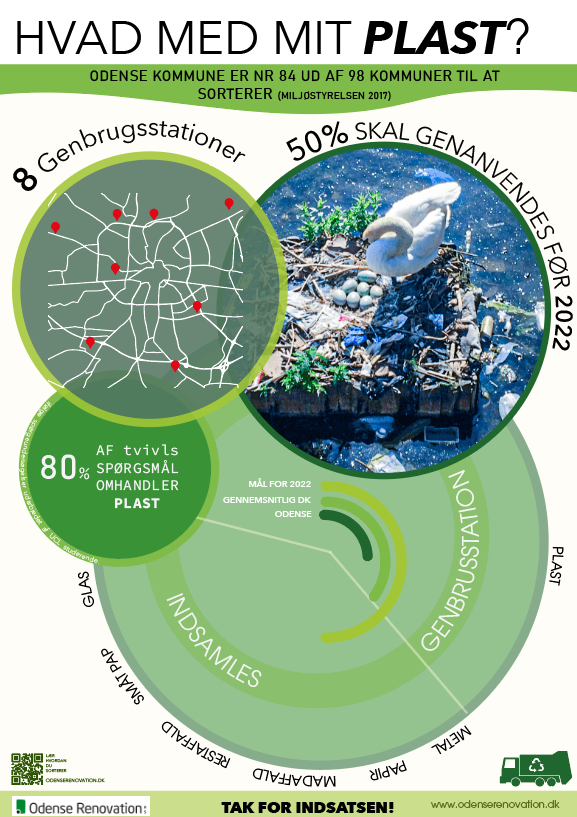 HVAD MED MIT PLAST?
ODENSE KOMMUNE ER NR 84 UD AF 98 KOMMUNER TIL AT
SORTERER (MILJØSTYRELSEN 2017)
8 Genbrugsstationer
50% SKAL GENANVENDES FØR 2022
80% AF tvivls
SPØRGSMÅL
OMHANDLER
PLAST
af UCL studerende
MÅL FOR 2022
GENNEMSNITLIG DK
ODENSE
GENBRUSSTATION
INDSAMLES
PLAST
GLAS
SMÅT PAP
RESTAFFALD
MADAFFALD
PAPIR
METAL
LÆR
HVORDAN
DU
SORTERER
ODENSERENOVATION.DK
Odense Renovation A/S
TAK FOR INDSATSEN!
www.odenserenovation.dk